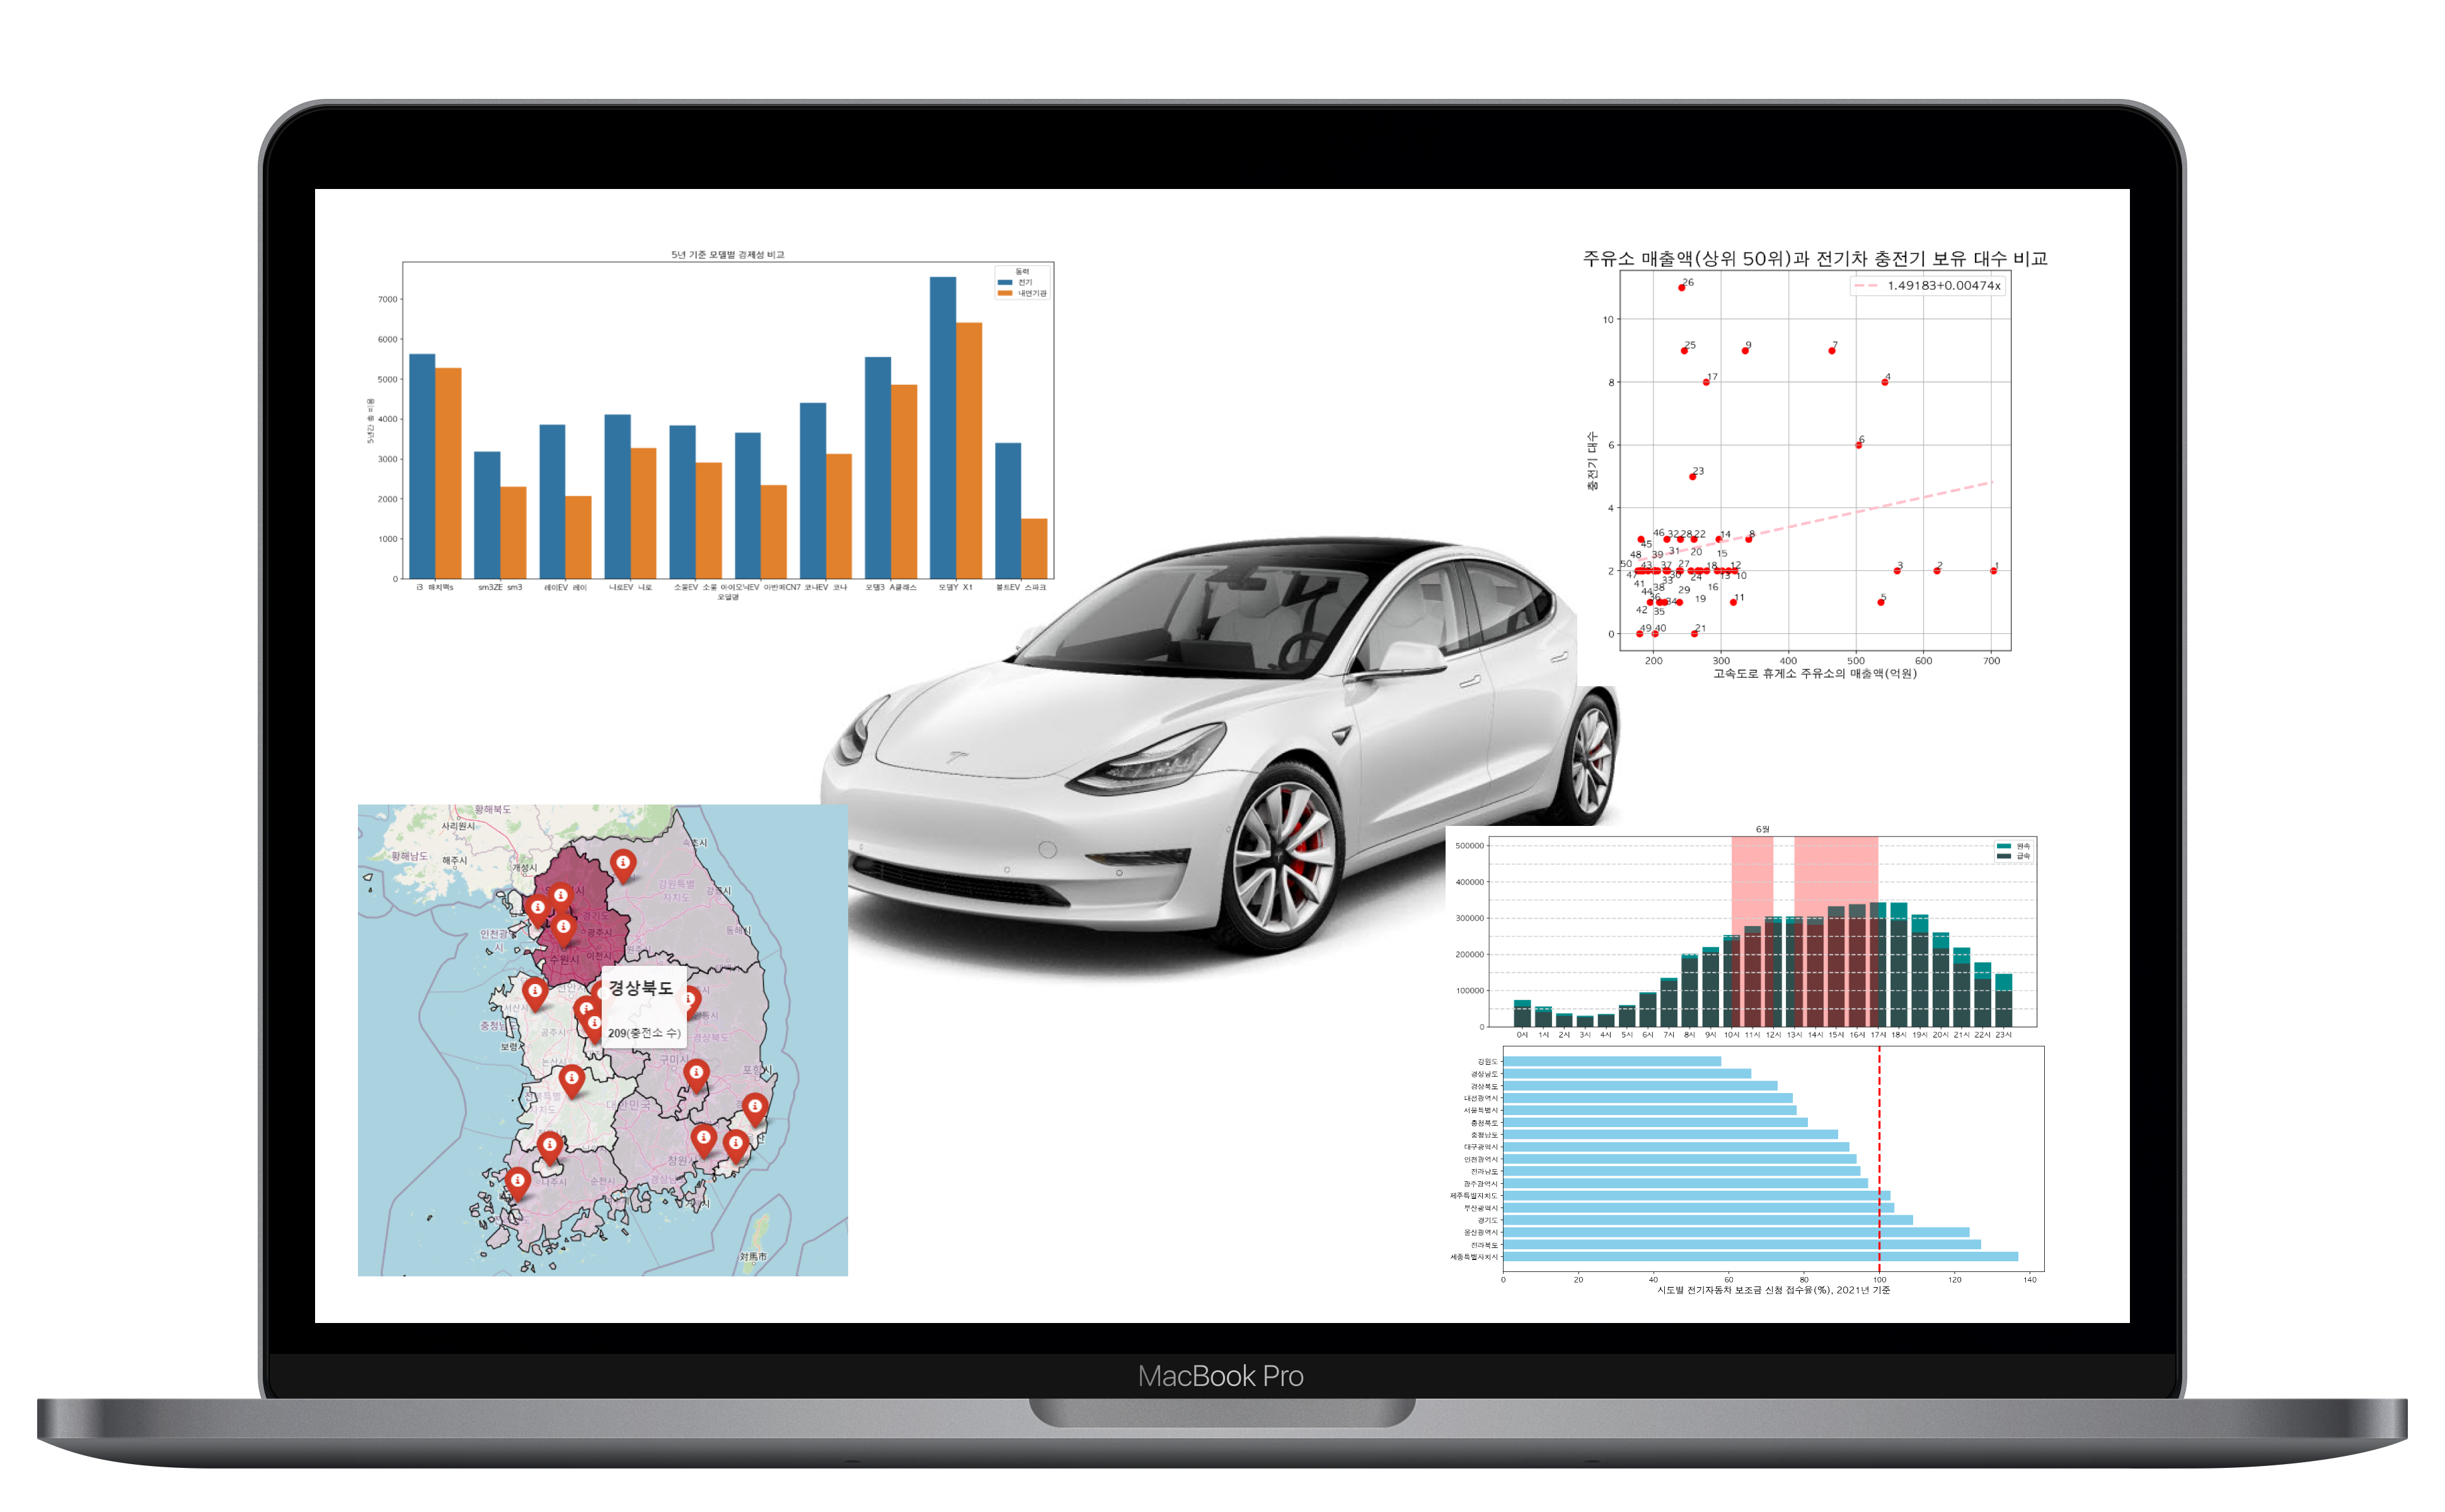 5년 기준 모델별 경제성 비교
동력
전기
내연기관
5년간 총 비용
7000
6000
5000
4000
3000
2000
1000
0
i3 해치백s
sm3ZE sm3
레이EV 레이
니로EV 니로
소울EV 소울
아이오닉EV 아반떼CN7
코나EV 코나
모델3 A클래스
모델Y X1
볼트EV 스파크
모델명
주유소 매출액(상위 50위)과 전기차 충전기 보유 대수 비교
1.49183+0.00474x
충전기 대수
10
8
6
4
2
0
26
25
9
7
17
4
6
23
46 32 28 22 14 8
45
48 39 31 20 15
50 43 37 27 18 12 3 2 1
47 33 30 24 13 10
41 38 29 16
44 36 34 19 11 5
42 35
49 40 21
200 300 400 500 600 700
고속도로 휴게소 주유소의 매출액(억원)
황해북도
사리원시
황해남도
해주시
개성시
속초시
강원특별
자치도
강릉시
경기도
광주시
동해시
인천광
시
수원시
이천시
원주시
천안시
경상북도
209(충전소 수)
서산시
충청남
공주시
보령
논산시
안동시
경상북도
구미시
포항시
전북특별
자치도
대한민국
창원시
나주시
순천시
경상남
対馬市
6월
완속
급속
500000
400000
300000
200000
100000
0
0시 1시 2시 3시 4시 5시 6시 7시 8시 9시 10시 11시 12시 13시 14시 15시 16시 17시 18시 19시 20시 21시 22시 23시
강원도
경상남도
경상북도
대전광역시
서울특별시
충청북도
충청남도
대구광역시
인천광역시
전라남도
광주광역시
제주특별자치도
부산광역시
경기도
울산광역시
전라북도
세종특별자치시
0 20 40 60 80 100 120 140
시도별 전기자동차 보조금 신청 접수율(%), 2021년 기준
MacBook Pro